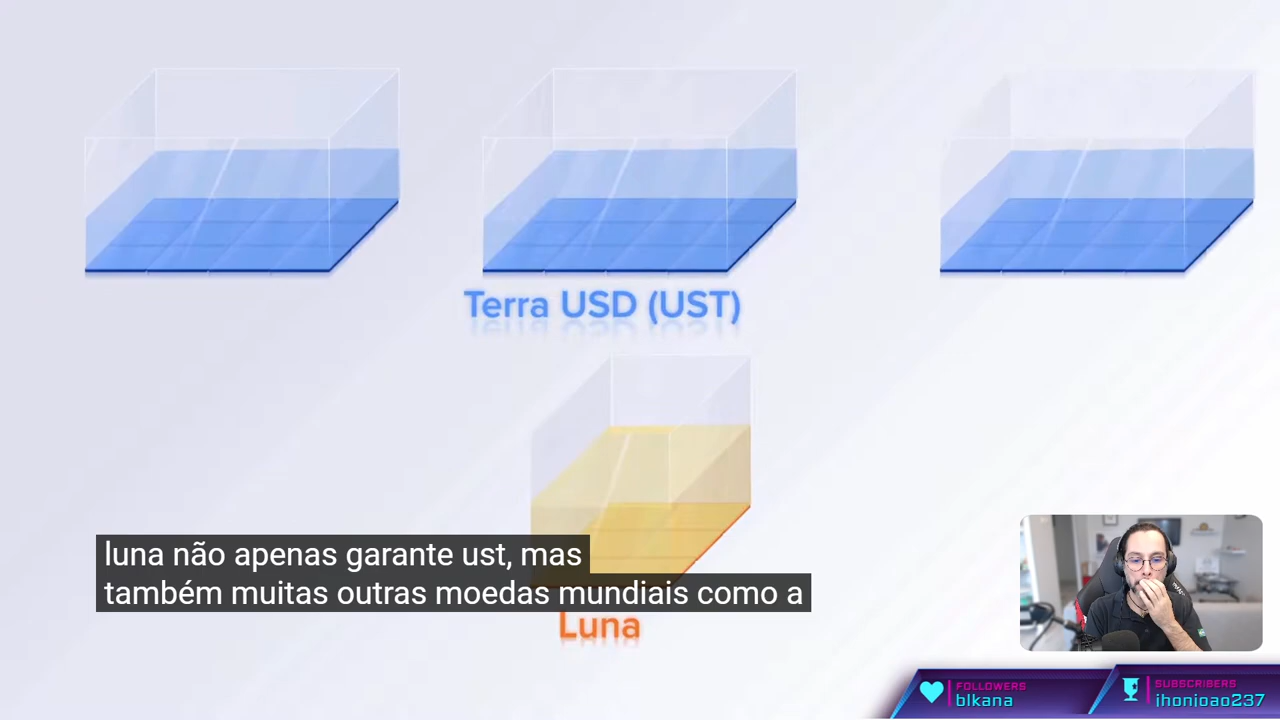 Terra USD (UST)
luna não apenas garante ust, mas
também muitas outras moedas mundiais como a
Luna
FOLLOWERS
blkana
SUBSCRIBERS
jhonjoao237